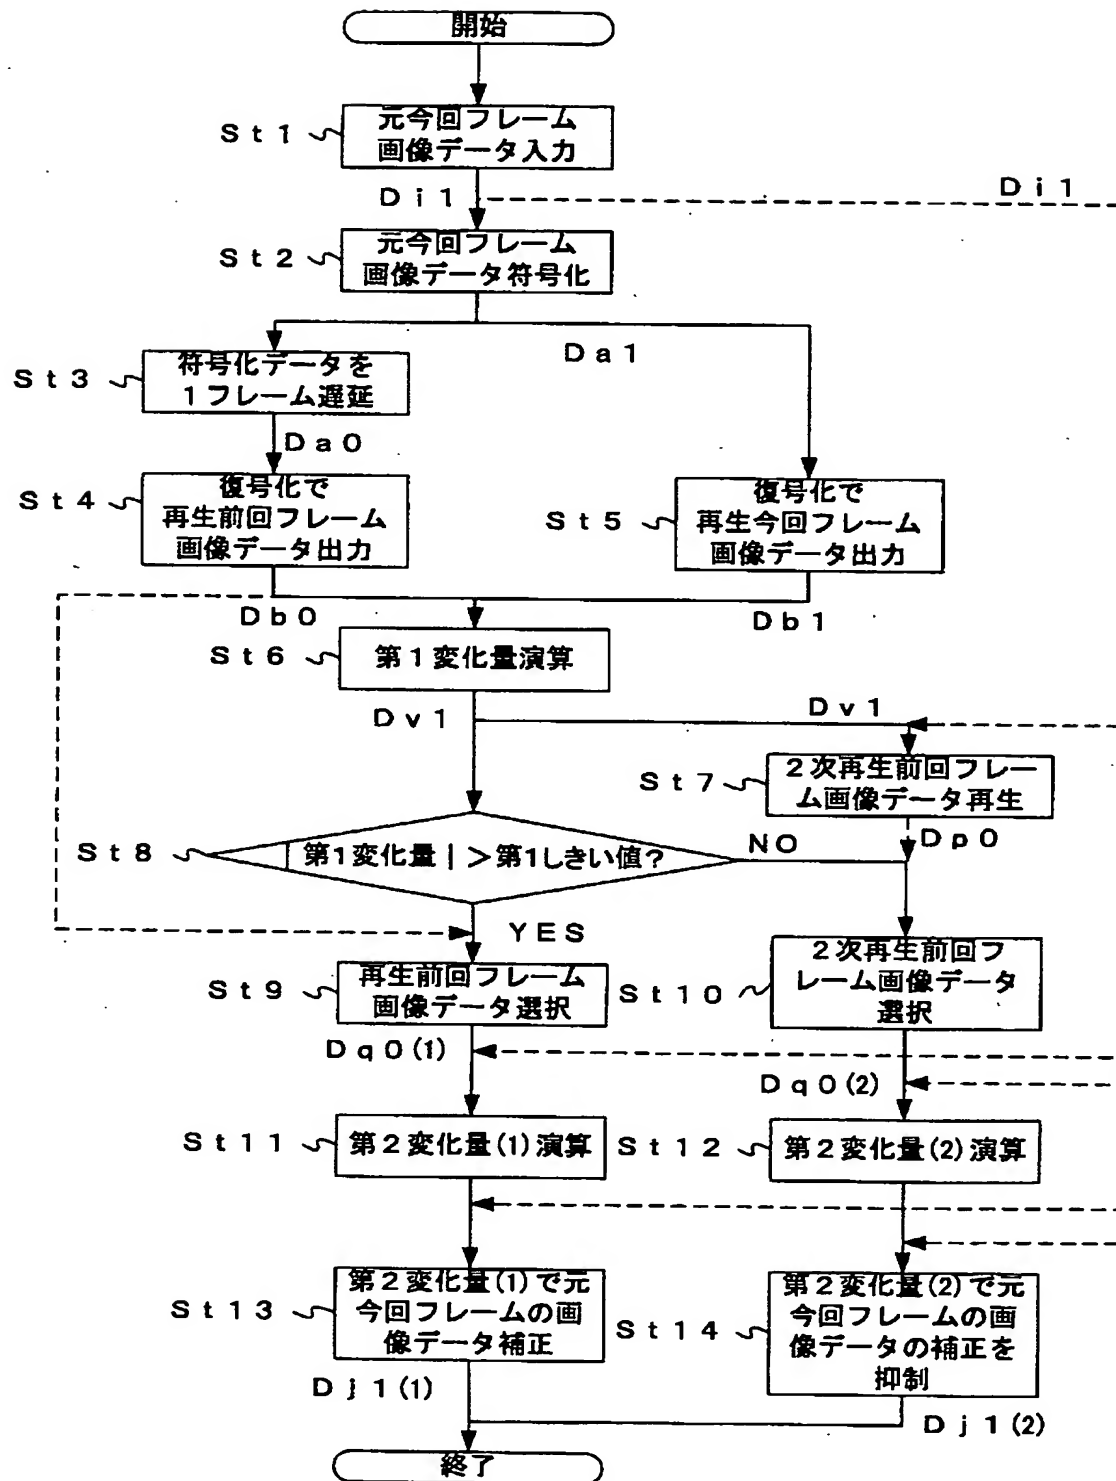 開始
St1
元今回フレーム
画像データ入力
Di1
Di1
St2
元今回フレーム
画像データ符号化
Da1
St3
符号化データを
1フレーム遅延
Da0
St4
復号化で
再生前回フレーム
画像データ出力
St5
復号化で
再生今回フレーム
画像データ出力
Db0
Db1
St6
第1変化量演算
Dv1
Dv1
St7
2次再生前回フレー
ム画像データ再生
Dp0
St8
|第1変化量|>第1しきい値?
NO
YES
St9
再生前回フレーム
画像データ選択
St10
2次再生前回フ
レーム画像データ
選択
Dq0(1)
Dq0(2)
St11
第2変化量(1)演算
St12
第2変化量(2)演算
St13
第2変化量(1)で元
今回フレームの画
像データ補正
St14
第2変化量(2)で元
今回フレームの画
像データの補正を
抑制
Dj1(1)
Dj1(2)
終了